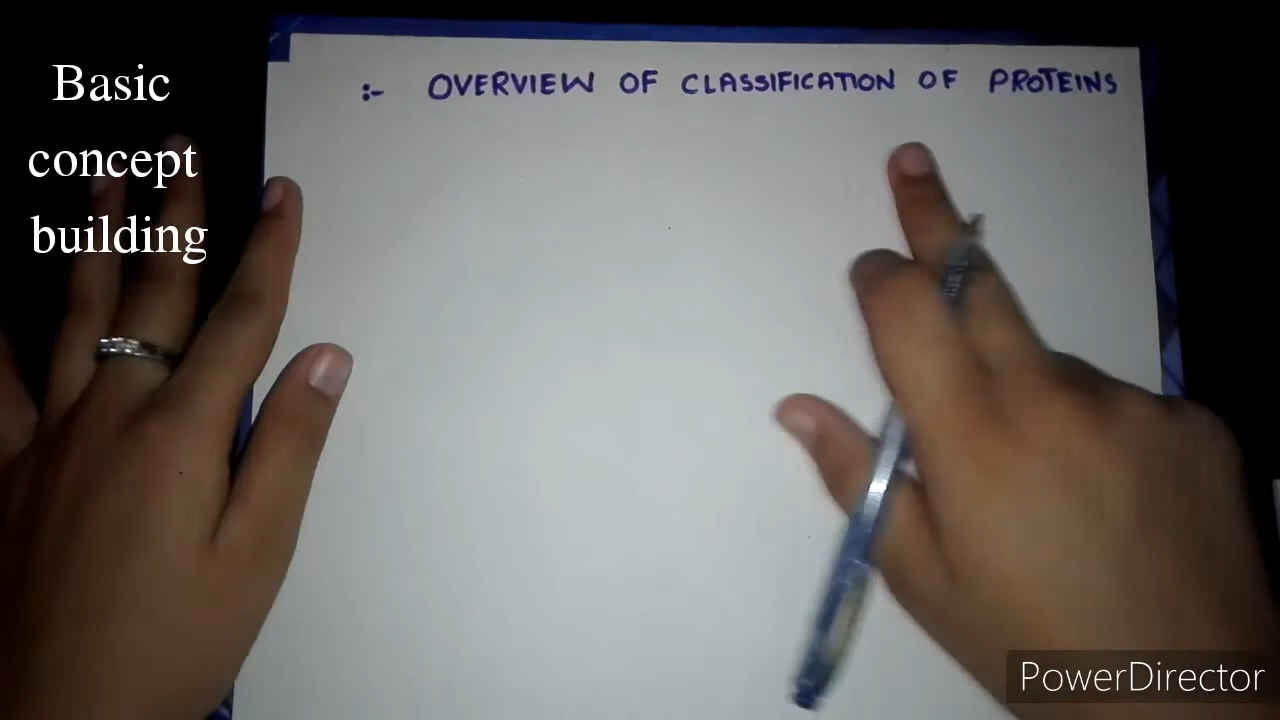 Basic
concept
building
:- OVERVIEW OF CLASSIFICATION OF PROTEINS
PowerDirector